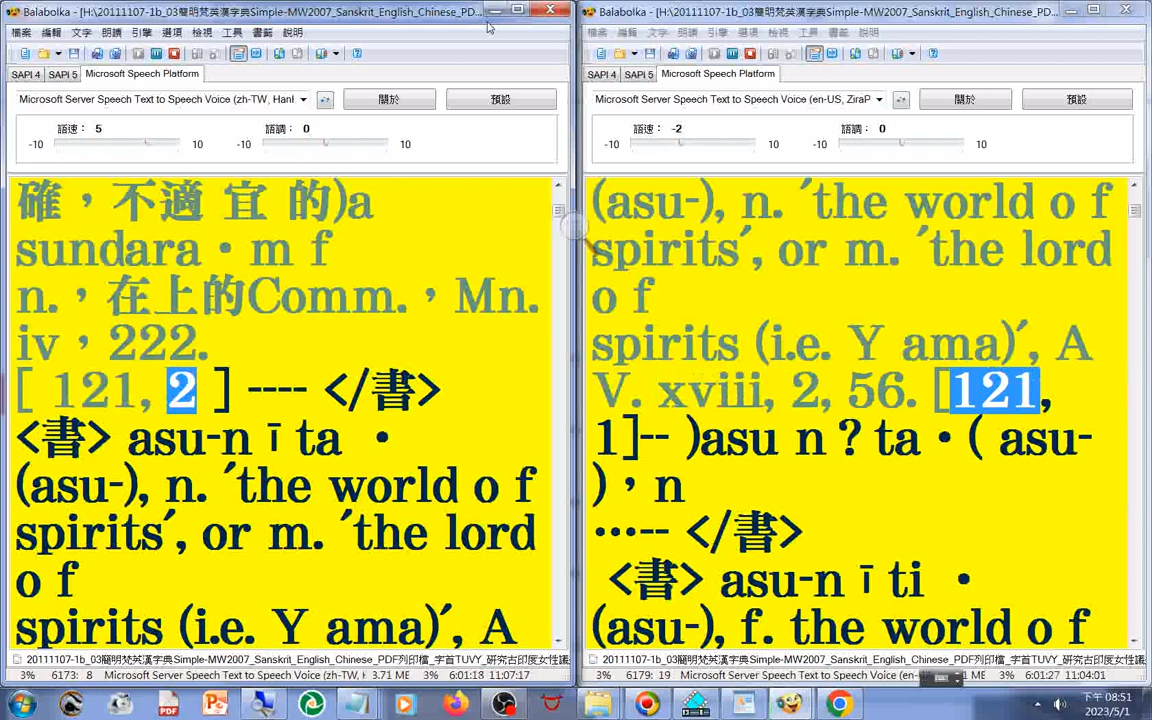 Balabolka - [H:\20111107-1b_03簡明梵英漢字典Simple-MW2007_Sanskrit_English_Chinese_PD...
檔案 編輯 文字 朗讀 引擎 選項 檢視 工具 書籤 說明
SAPI 4 SAPI 5 Microsoft Speech Platform
Microsoft Server Speech Text to Speech Voice (zh-TW, Hanl
關於
預設
語速： 5
語調： 0
-10 10 -10 10
確，不適 宜 的)a
sundara・m f
n.，在上的Comm.，Mn.
iv，222.
[ 121, 2 ] ---- </書>
<書> asu-n ī ta •
(asu-), n. ′the world o f
spirits′, or m. ′the lord
o f
spirits (i.e. Y ama)′, A
20111107-1b_03簡明梵英漢字典Simple-MW2007_Sanskrit_English_Chinese_PDF列印檔_字首TUVY_研究古印度女性議
3% 6173: 8 Microsoft Server Speech Text to Speech Voice (zh-TW, H 3.71 ME 3% 6:01:18 11:07:17
Balabolka - [H:\20111107-1b_03簡明梵英漢字典Simple-MW2007_Sanskrit_English_Chinese_PD...
檔案 編輯 文字 朗讀 引擎 選項 檢視 工具 書籤 說明
SAPI 4 SAPI 5 Microsoft Speech Platform
Microsoft Server Speech Text to Speech Voice (en-US, ZiraP
關於
預設
語速： -2
語調： 0
-10 10 -10 10
(asu-), n. ′the world o f
spirits′, or m. ′the lord
o f
spirits (i.e. Y ama)′, A
V. xviii, 2, 56. [121,
1]-- )asu n？ta・( asu-
)，n
…-- </書>
<書> asu-n ī ti •
(asu-), f. the world o f
20111107-1b_03簡明梵英漢字典Simple-MW2007_Sanskrit_English_Chinese_PDF列印檔_字首TUVY_研究古印度女性議
3% 6179: 19 Microsoft Server Speech Text to Speech Voice (en-U ME 3% 6:01:27 11:04:01
下午 08:51
2023/5/1